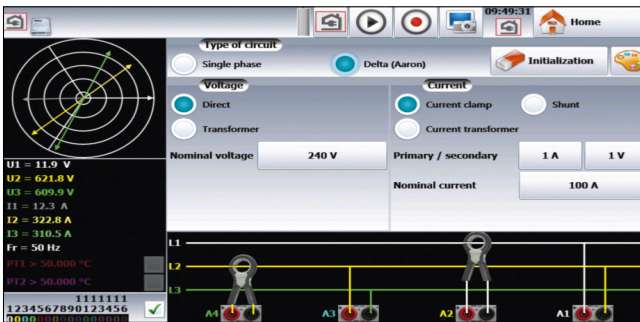 09:49:31
Home
Type of circuit
Single phase
Delta (Aaron)
Initialization
Voltage
Current
Direct
Current clamp
Shunt
Transformer
Current transformer
Nominal voltage
240 V
Primary / secondary
1 A
1 V
Nominal current
100 A
U1 = 11.9 V
U2 = 621.8 V
U3 = 609.9 V
I1 = 12.3 A
I2 = 322.8 A
I3 = 310.5 A
Fr = 50 Hz
PT1 > 50.000 °C
PT2 > 50.000 °C
1111111
1234567890123456
0000000000000000
L1
L2
L3
A4
A3
A2
A1